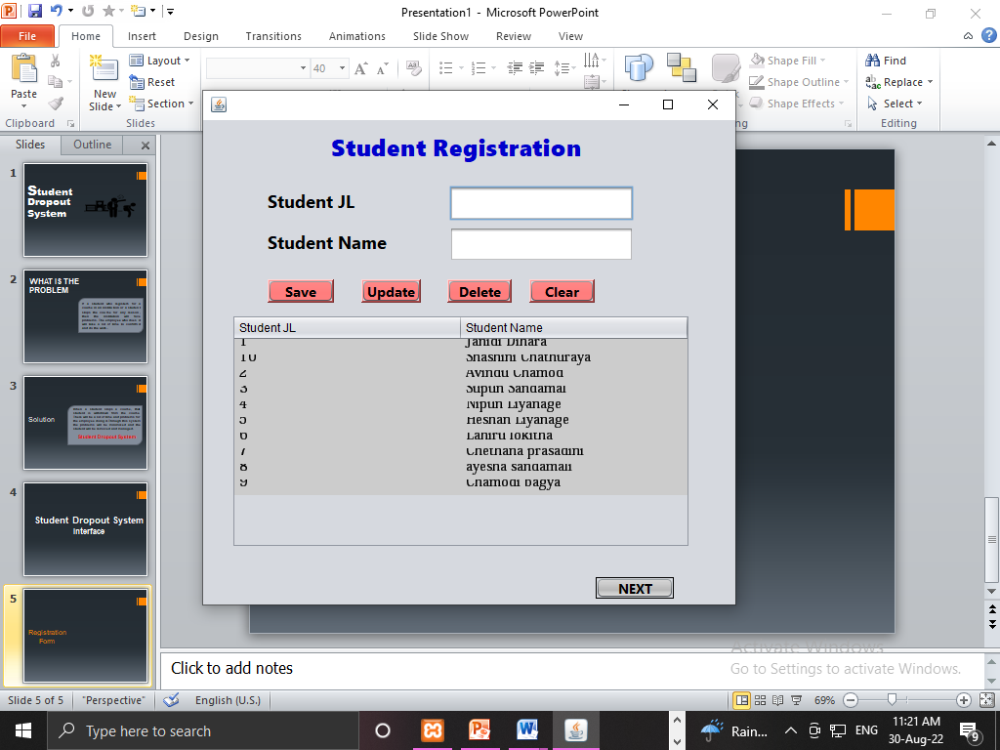 Presentation1 - Microsoft PowerPoint
File Home Insert Design Transitions Animations Slide Show Review View
Paste
Clipboard
New
Slide
Layout
Reset
Section
Slides
40
Shape Fill
Shape Outline
Shape Effects
Find
Replace
Select
Editing
Slides Outline
1
Student
Dropout
System
2
WHAT IS THE
PROBLEM
3
Solution
Student Dropout System
4
Student Dropout System
Interface
5
Registration
Form
Student Registration
Student JL
Student Name
Save Update Delete Clear
Student JL Student Name
1 Janidi Dinara
10 Shashini Chathuraya
2 Avindu Chamod
3 Supun Sandamal
4 Nipun Liyanage
5 Heshan Liyanage
6 Lahiru lokitha
7 Chethana prasadini
8 ayesha sandamali
9 Chamodi bagya
NEXT
Activate Windows
Go to Settings to activate Windows.
Click to add notes
Slide 5 of 5 "Perspective" English (U.S.) 69%
Type here to search
Rain... ENG
11:21 AM
30-Aug-22
9